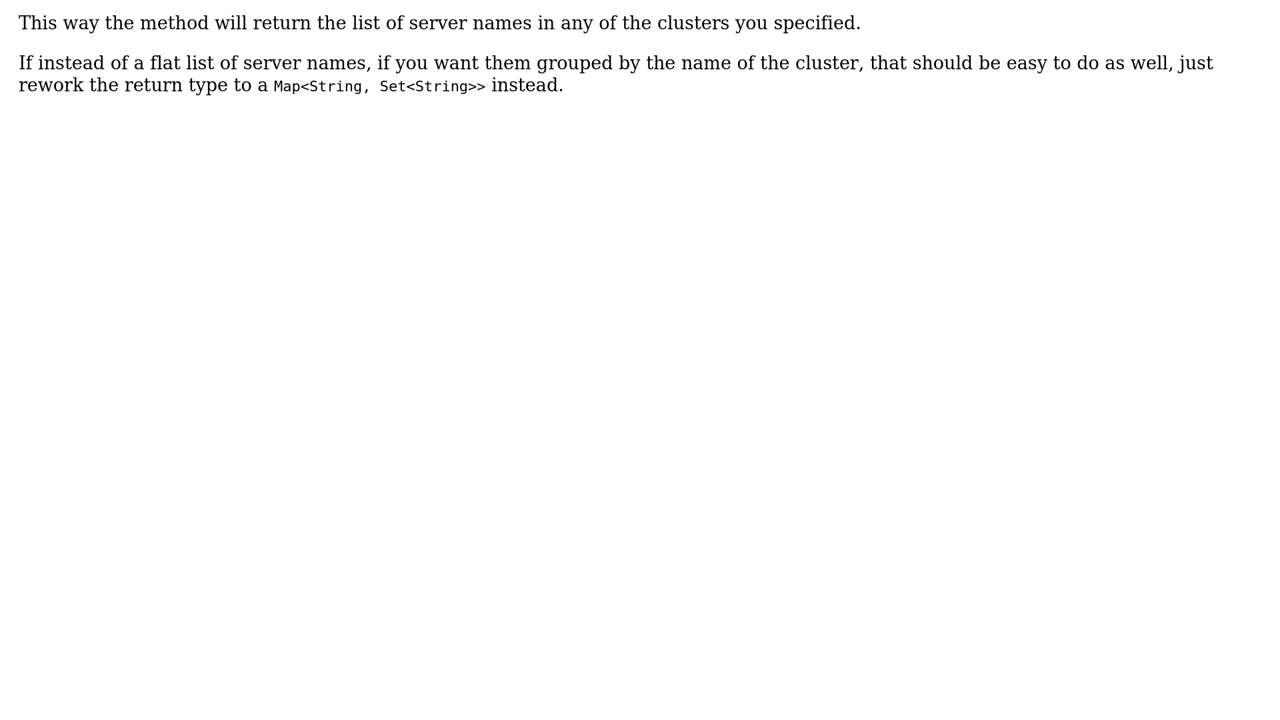 This way the method will return the list of server names in any of the clusters you specified.
If instead of a flat list of server names, if you want them grouped by the name of the cluster, that should be easy to do as well, just
rework the return type to a Map<String, Set<String>> instead.